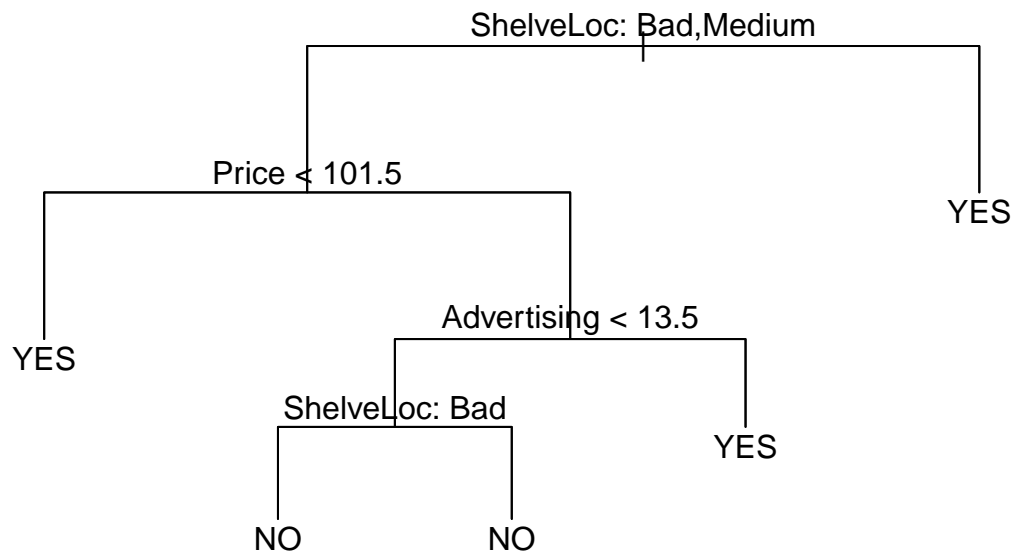 ShelveLoc: Bad,Medium
Price < 101.5
YES
Advertising < 13.5
YES
ShelveLoc: Bad
YES
NO
NO